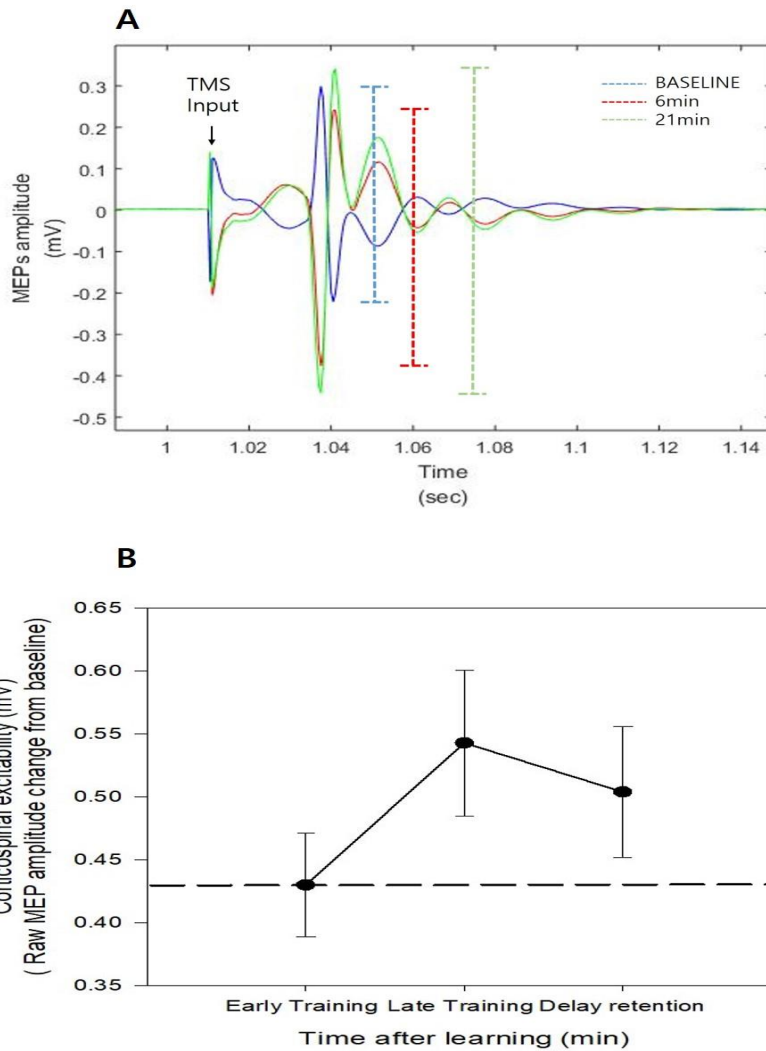 A
TMS
Input
BASELINE
6min
21min
0.3
0.2
0.1
0
-0.1
-0.2
-0.3
-0.4
-0.5
MEPs amplitude
(mV)
1
1.02
1.04
1.06
1.08
1.1
1.12
1.14
Time
(sec)
B
0.65
0.60
0.55
0.50
0.45
0.40
0.35
Corticospinal excitability (mV)
( Raw MEP amplitude change from baseline)
Early Training Late Training Delay retention
Time after learning (min)